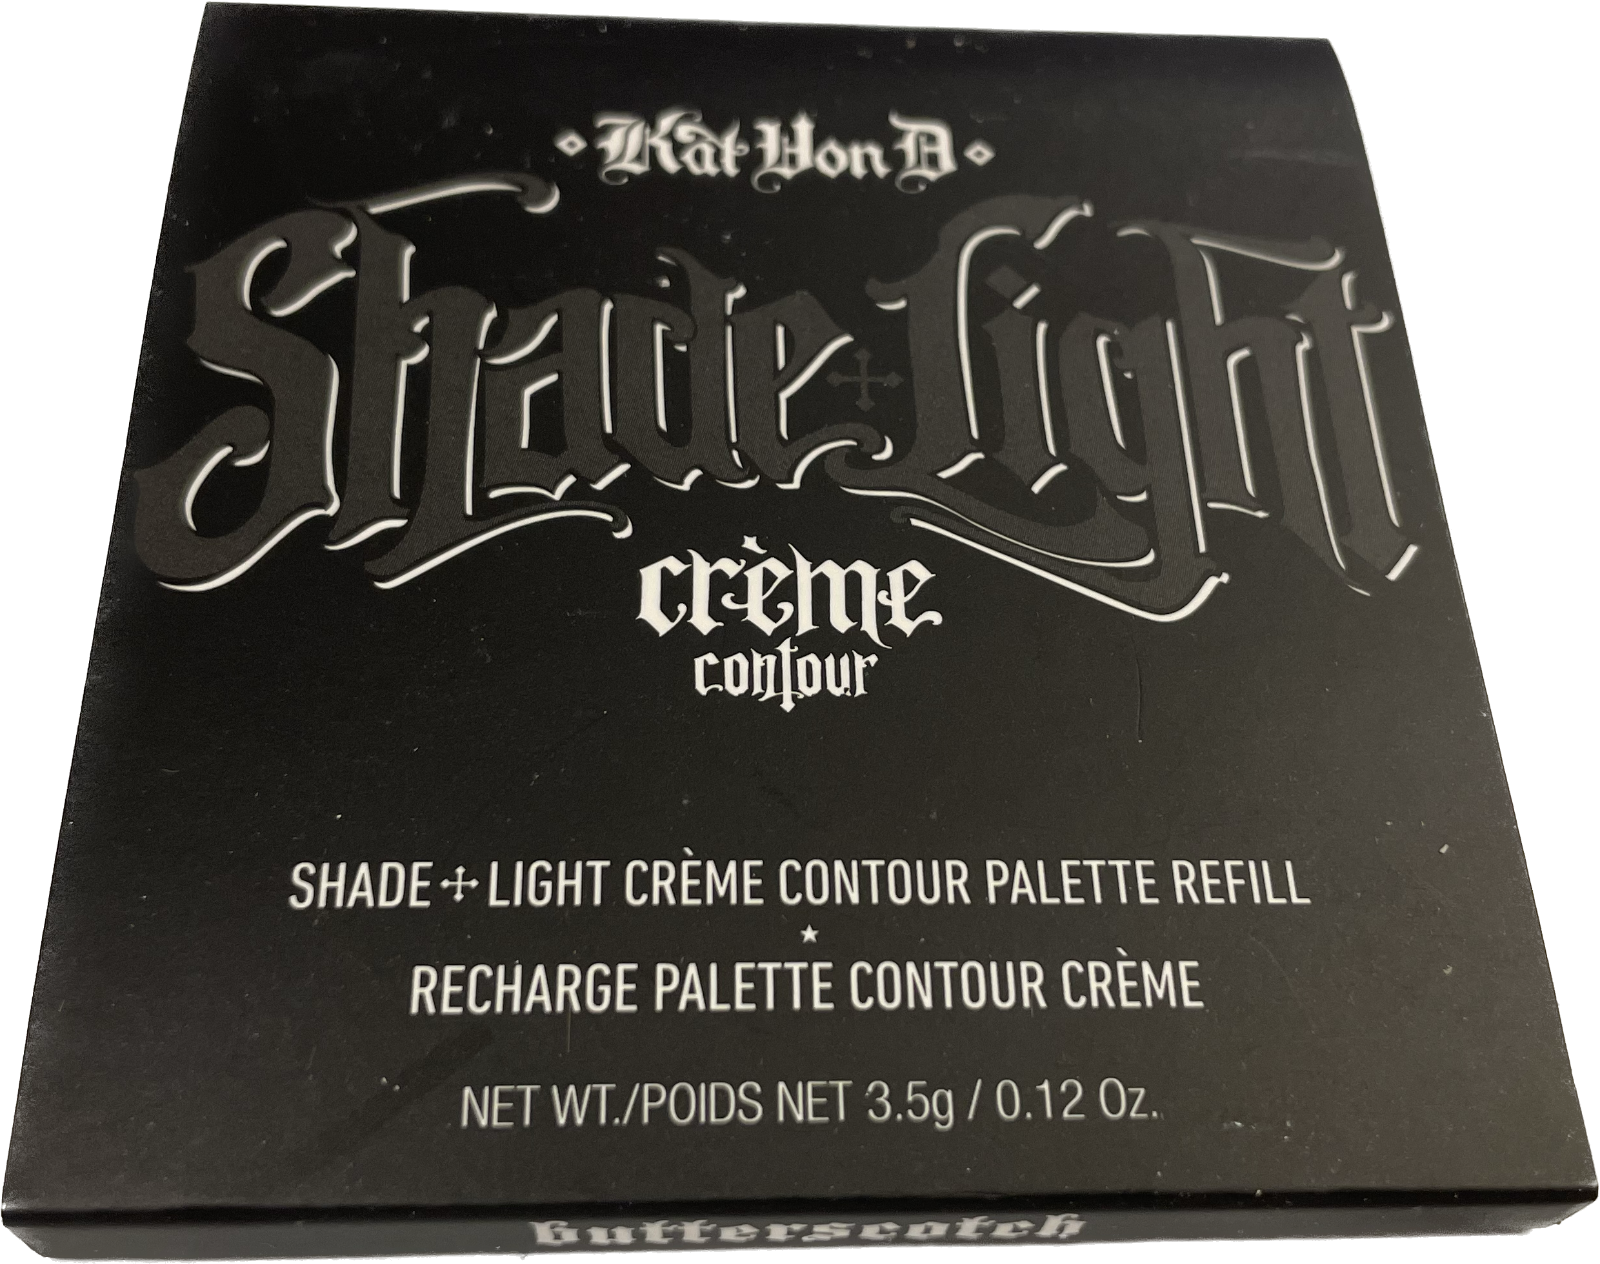 Kat Von D
Shade + Light
crème
contour
SHADE + LIGHT CRÈME CONTOUR PALETTE REFILL
RECHARGE PALETTE CONTOUR CRÈME
NET WT./POIDS NET 3.5g / 0.12 Oz.
butterscotch